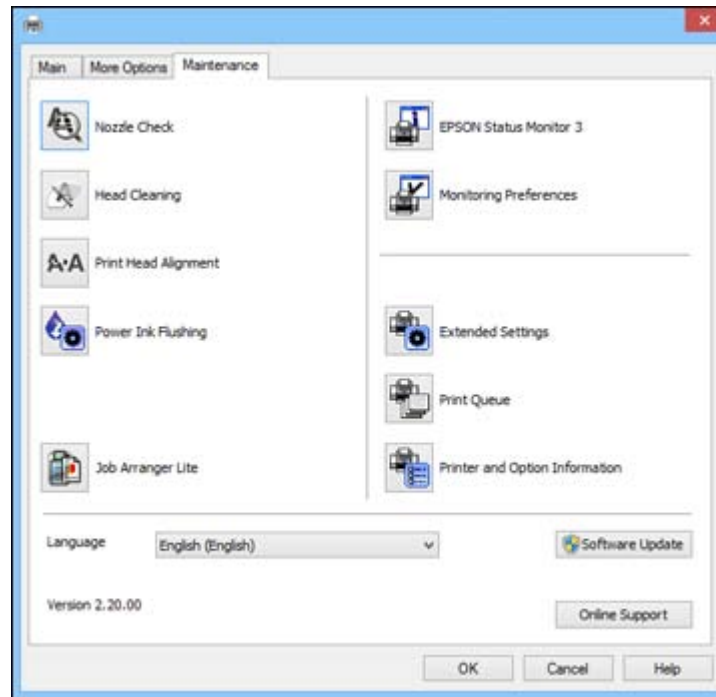 Main
More Options
Maintenance
Nozzle Check
Head Cleaning
A·A Print Head Alignment
Power Ink Flushing
Job Arranger Lite
EPSON Status Monitor 3
Monitoring Preferences
Extended Settings
Print Queue
Printer and Option Information
Language
English (English)
Software Update
Version 2.20.00
Online Support
OK
Cancel
Help